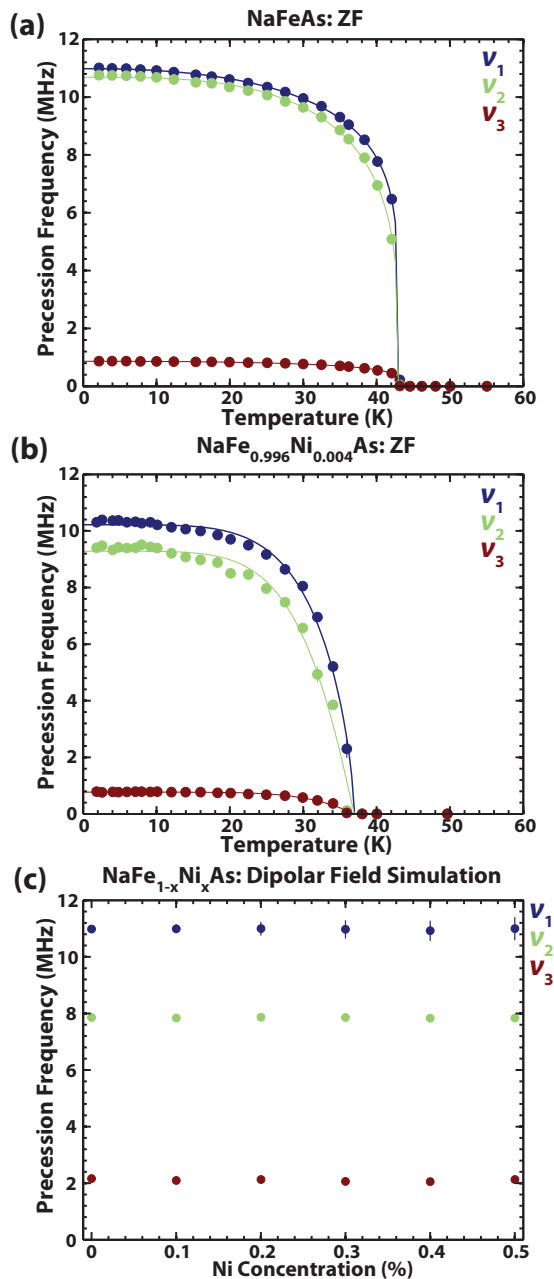 (a)
NaFeAs: ZF
Precession Frequency (MHz)
12
10
8
6
4
2
0
ν1
ν2
ν3
0 10 20 30 40 50 60
Temperature (K)
(b)
NaFe0.996Ni0.004As: ZF
Precession Frequency (MHz)
12
10
8
6
4
2
0
ν1
ν2
ν3
0 10 20 30 40 50 60
Temperature (K)
(c)
NaFe1-xNixAs: Dipolar Field Simulation
Precession Frequency (MHz)
12
10
8
6
4
2
0
ν1
ν2
ν3
0 0.1 0.2 0.3 0.4 0.5
Ni Concentration (%)